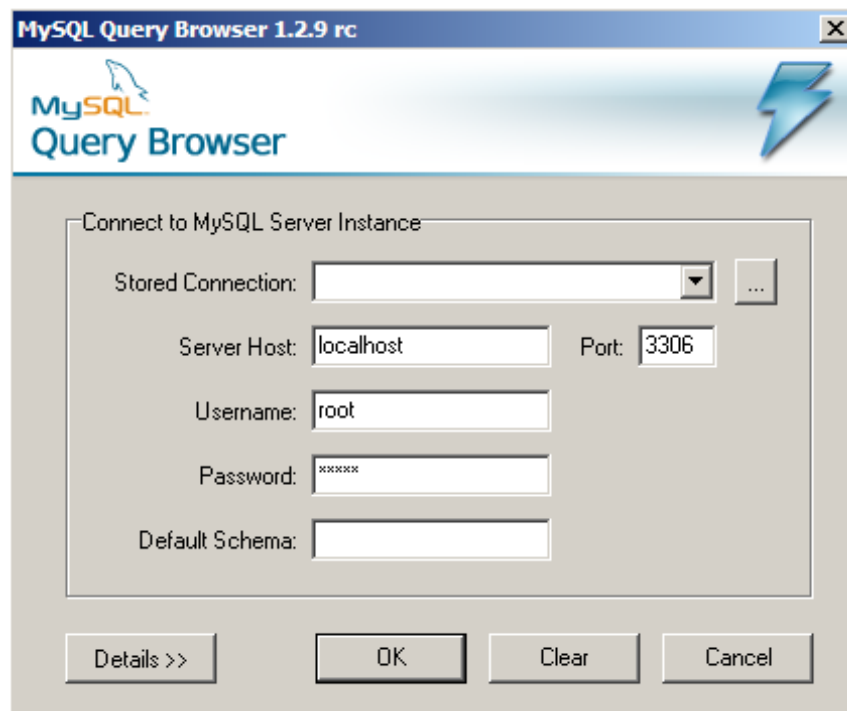 MySQL Query Browser 1.2.9 rc
MySQL
Query Browser
Connect to MySQL Server Instance
Stored Connection:
...
Server Host: localhost Port: 3306
Username: root
Password: *****
Default Schema:
Details >> OK Clear Cancel